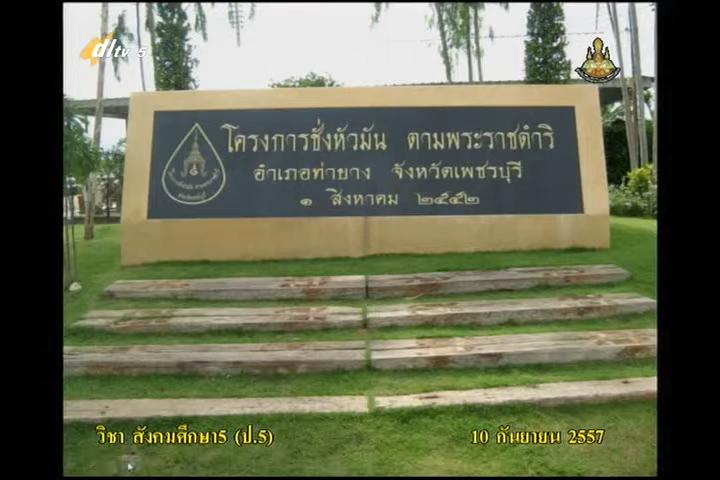 dltv 5
โครงการชั่งหัวมัน ตามพระราชดำริ
อำเภอท่ายาง จังหวัดเพชรบุรี
๑ สิงหาคม ๒๕๕๒
วิชา สังคมศึกษา5 (ป.5)
10 กันยายน 2557